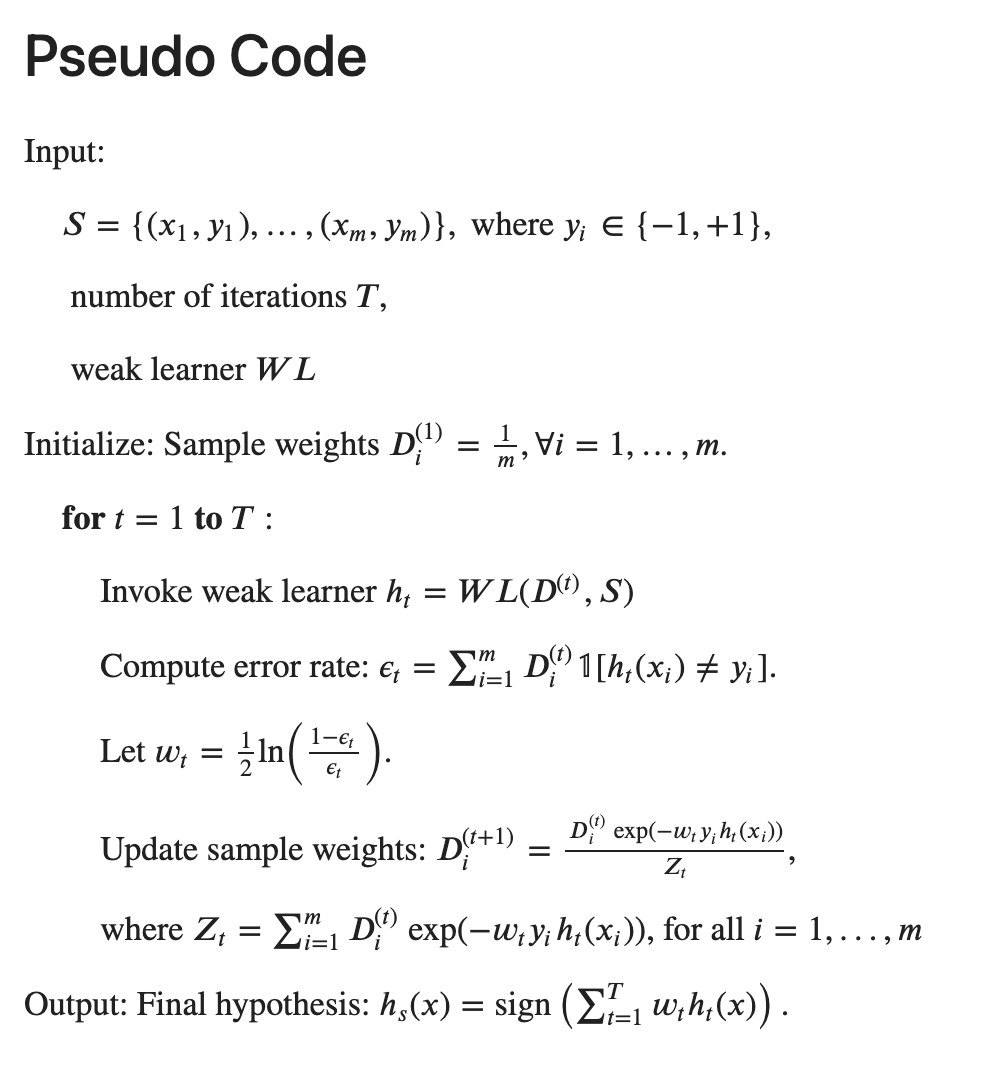 Pseudo Code
Input:
S = {(x₁, y₁), … , (xₘ, yₘ)}, where yᵢ ∈ {−1, +1},
number of iterations T,
weak learner WL
Initialize: Sample weights Dᵢ⁽¹⁾ = 1/m, ∀i = 1, … , m.
for t = 1 to T :
Invoke weak learner hₜ = WL(D⁽ᵗ⁾, S)
Compute error rate: ϵₜ = ∑ᵢ₌₁ᵐ Dᵢ⁽ᵗ⁾ 𝟙[hₜ(xᵢ) ≠ yᵢ].
Let wₜ = 1/2 ln((1−ϵₜ)/ϵₜ).
Update sample weights: Dᵢ⁽ᵗ⁺¹⁾ = Dᵢ⁽ᵗ⁾ exp(−wₜyᵢhₜ(xᵢ)) / Zₜ,
where Zₜ = ∑ᵢ₌₁ᵐ Dᵢ⁽ᵗ⁾ exp(−wₜyᵢhₜ(xᵢ)), for all i = 1, … , m
Output: Final hypothesis: hₛ(x) = sign (∑ₜ₌₁ᵀ wₜhₜ(x)) .